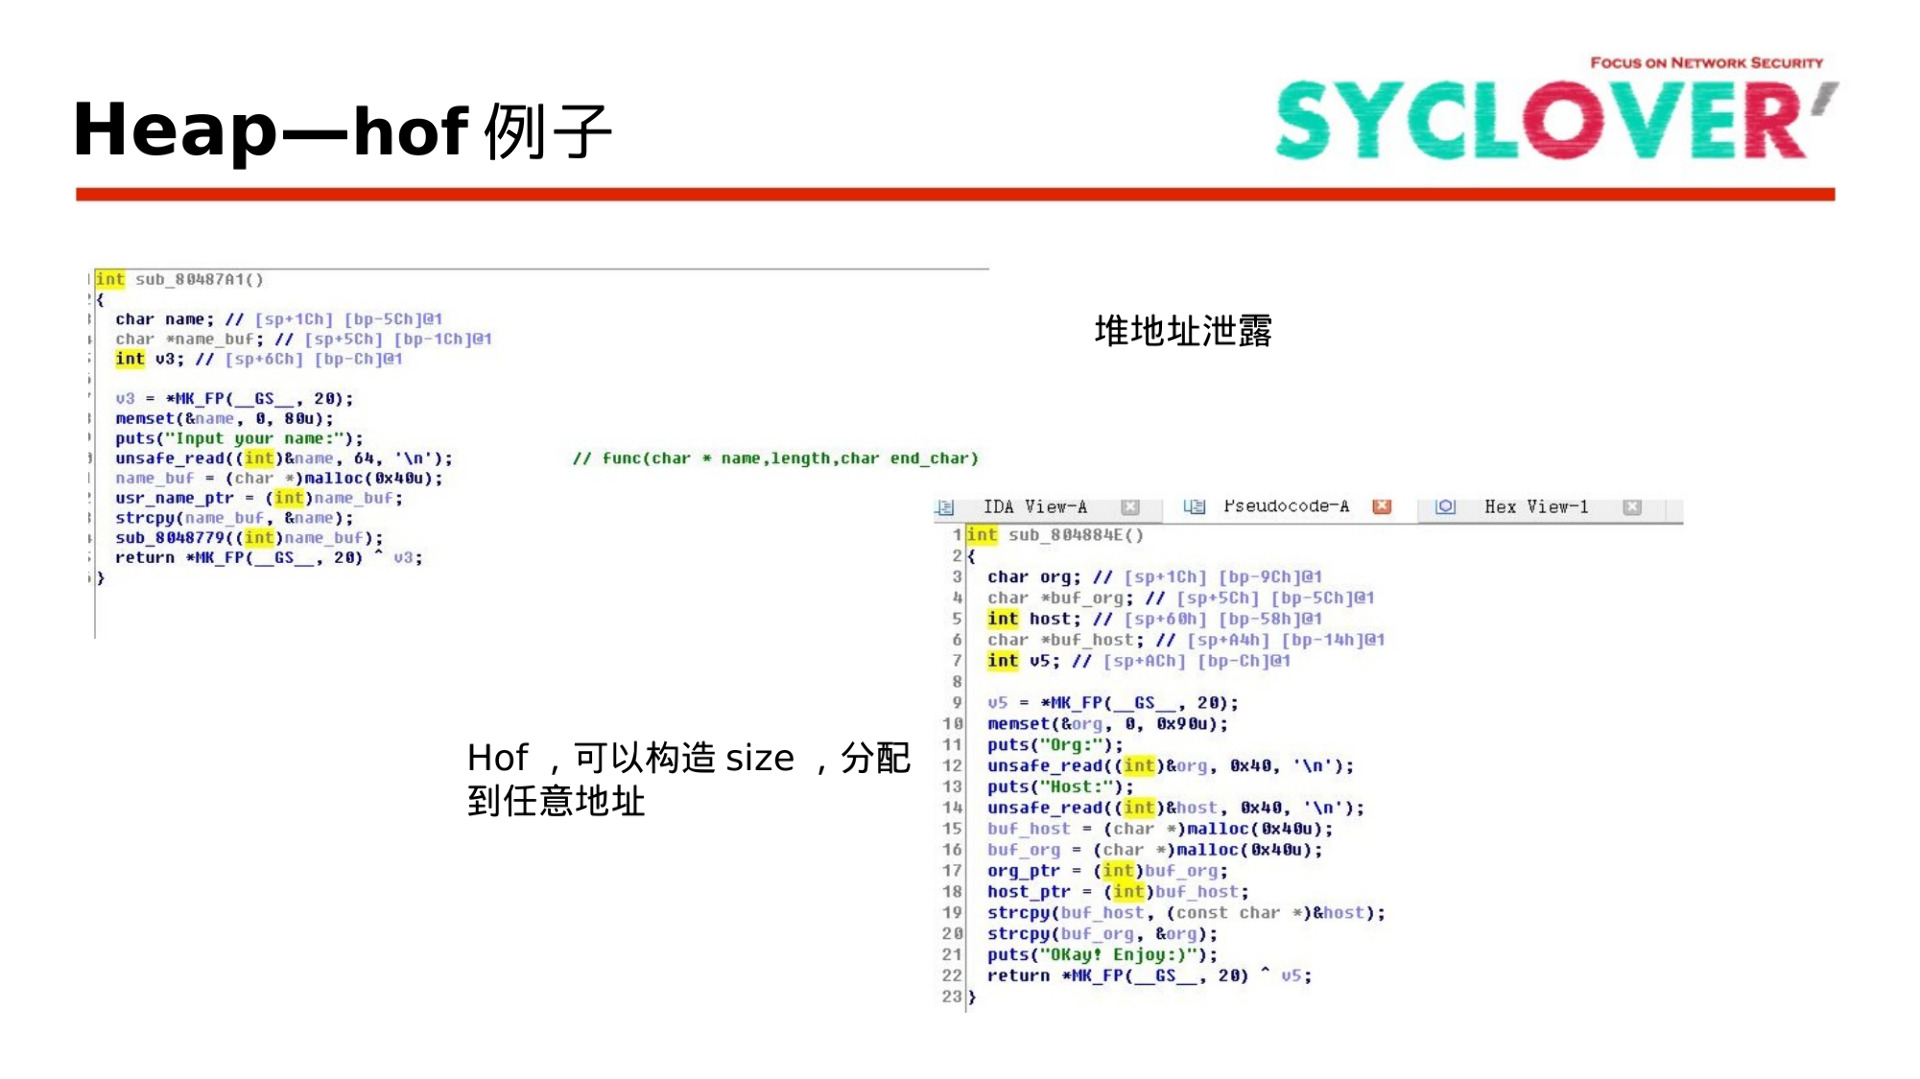 FOCUS ON NETWORK SECURITY
SYCLOVER'
Heap—hof 例子
int sub_80487A1()
{
char name; // [sp+1Ch] [bp-5Ch]@1
char *name_buf; // [sp+5Ch] [bp-1Ch]@1
int v3; // [sp+6Ch] [bp-Ch]@1
v3 = *MK_FP(__GS__, 20);
memset(&name, 0, 80u);
puts("Input your name:");
unsafe_read((int)&name, 64, '\n'); // func(char * name,length,char end_char)
name_buf = (char *)malloc(0x40u);
usr_name_ptr = (int)name_buf;
strcpy(name_buf, &name);
sub_8048779((int)name_buf);
return *MK_FP(__GS__, 20) ^ v3;
}
堆地址泄露
Hof ，可以构造 size ，分配
到任意地址
IDA View-A Pseudocode-A Hex View-1
1 int sub_804884E()
2 {
3 char org; // [sp+1Ch] [bp-9Ch]@1
4 char *buf_org; // [sp+5Ch] [bp-5Ch]@1
5 int host; // [sp+60h] [bp-58h]@1
6 char *buf_host; // [sp+A4h] [bp-14h]@1
7 int v5; // [sp+ACh] [bp-Ch]@1
8
9 v5 = *MK_FP(__GS__, 20);
10 memset(&org, 0, 0x90u);
11 puts("Org:");
12 unsafe_read((int)&org, 0x40, '\n');
13 puts("Host:");
14 unsafe_read((int)&host, 0x40, '\n');
15 buf_host = (char *)malloc(0x40u);
16 buf_org = (char *)malloc(0x40u);
17 org_ptr = (int)buf_org;
18 host_ptr = (int)buf_host;
19 strcpy(buf_host, (const char *)&host);
20 strcpy(buf_org, &org);
21 puts("OKay! Enjoy:)");
22 return *MK_FP(__GS__, 20) ^ v5;
23 }